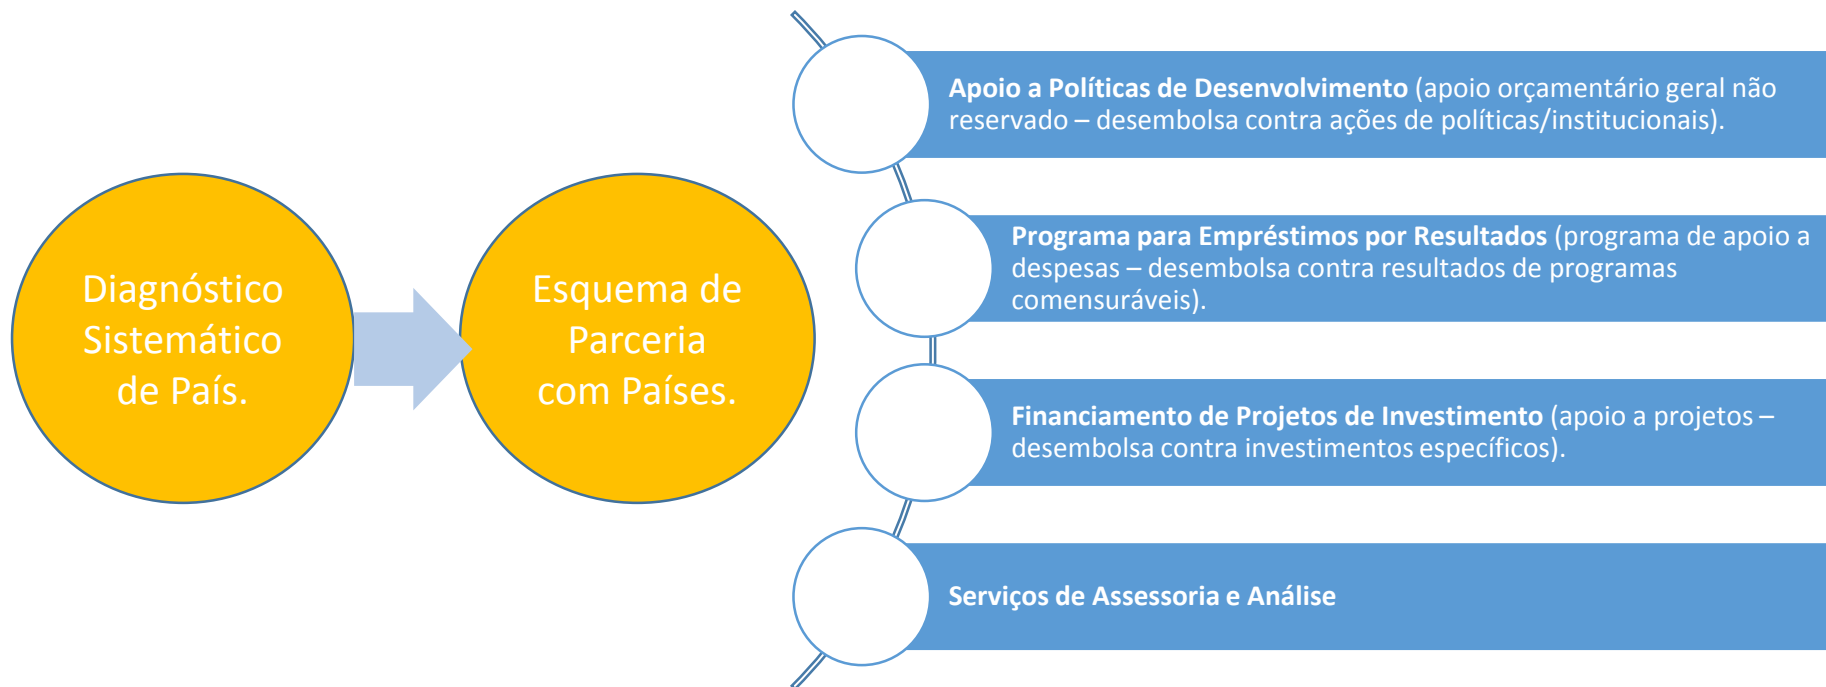 Diagnóstico
Sistemático
de País.
Esquema de
Parceria
com Países.
Apoio a Políticas de Desenvolvimento (apoio orçamentário geral não
reservado – desembolsa contra ações de políticas/institucionais).
Programa para Empréstimos por Resultados (programa de apoio a
despesas – desembolsa contra resultados de programas
comensuráveis).
Financiamento de Projetos de Investimento (apoio a projetos –
desembolsa contra investimentos específicos).
Serviços de Assessoria e Análise